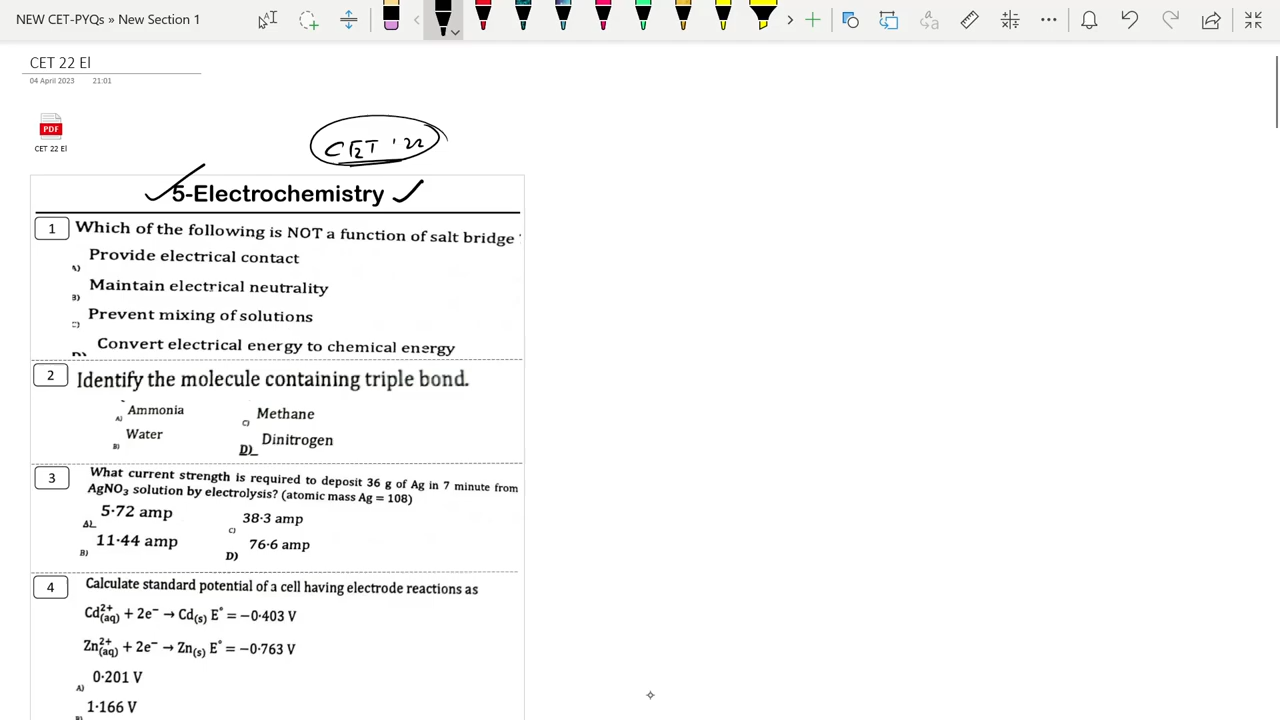 NEW CET-PYQs » New Section 1
CET 22 El
04 April 2023 21:01
PDF
CET 22 El
CET '22
5-Electrochemistry
1 Which of the following is NOT a function of salt bridge
A) Provide electrical contact
B) Maintain electrical neutrality
C) Prevent mixing of solutions
D) Convert electrical energy to chemical energy
2 Identify the molecule containing triple bond.
A) Ammonia C) Methane
B) Water D) Dinitrogen
3 What current strength is required to deposit 36 g of Ag in 7 minute from
AgNO₃ solution by electrolysis? (atomic mass Ag = 108)
A) 5·72 amp C) 38·3 amp
B) 11·44 amp D) 76·6 amp
4 Calculate standard potential of a cell having electrode reactions as
Cd²⁺(aq) + 2e⁻ → Cd(s) E° = −0·403 V
Zn²⁺(aq) + 2e⁻ → Zn(s) E° = −0·763 V
A) 0·201 V
B) 1·166 V